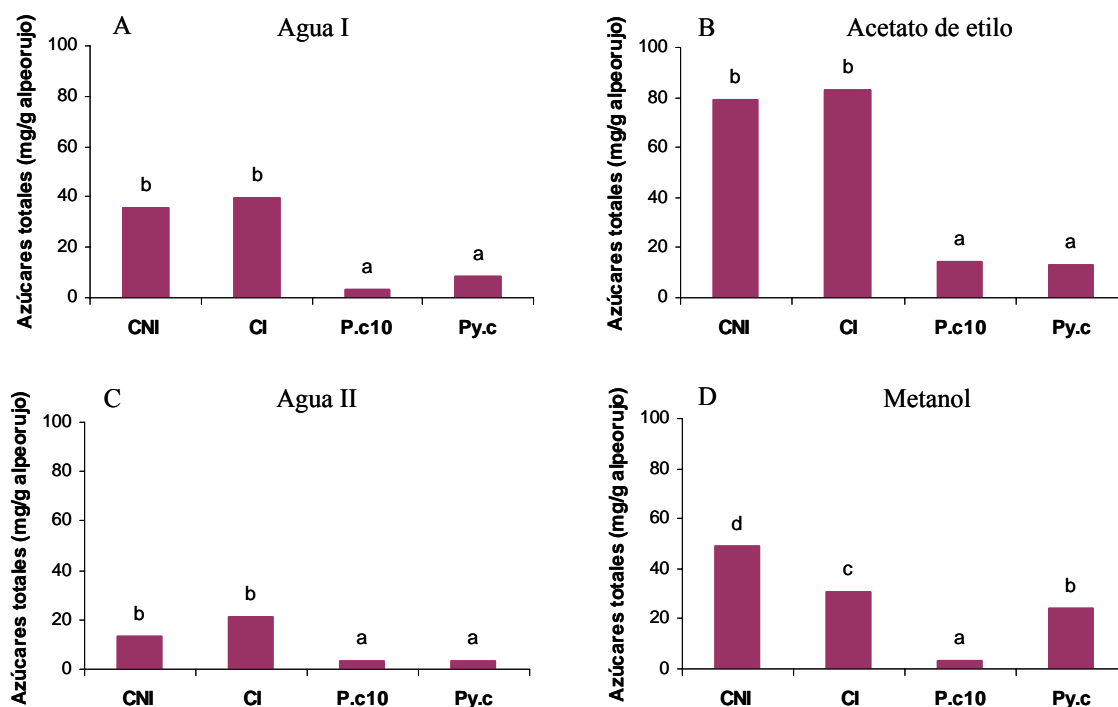 A Agua I
Azúcares totales (mg/g alpeorujo)
100
80
60
40
20
0
b
b
a
a
CNI CI P.c10 Py.c
B Acetato de etilo
Azúcares totales (mg/g alpeorujo)
100
80
60
40
20
0
b
b
a
a
CNI CI P.c10 Py.c
C Agua II
Azúcares totales (mg/g alpeorujo)
100
80
60
40
20
0
b
b
a
a
CNI CI P.c10 Py.c
D Metanol
Azúcares totales (mg/g alpeorujo)
100
80
60
40
20
0
d
c
a
b
CNI CI P.c10 Py.c